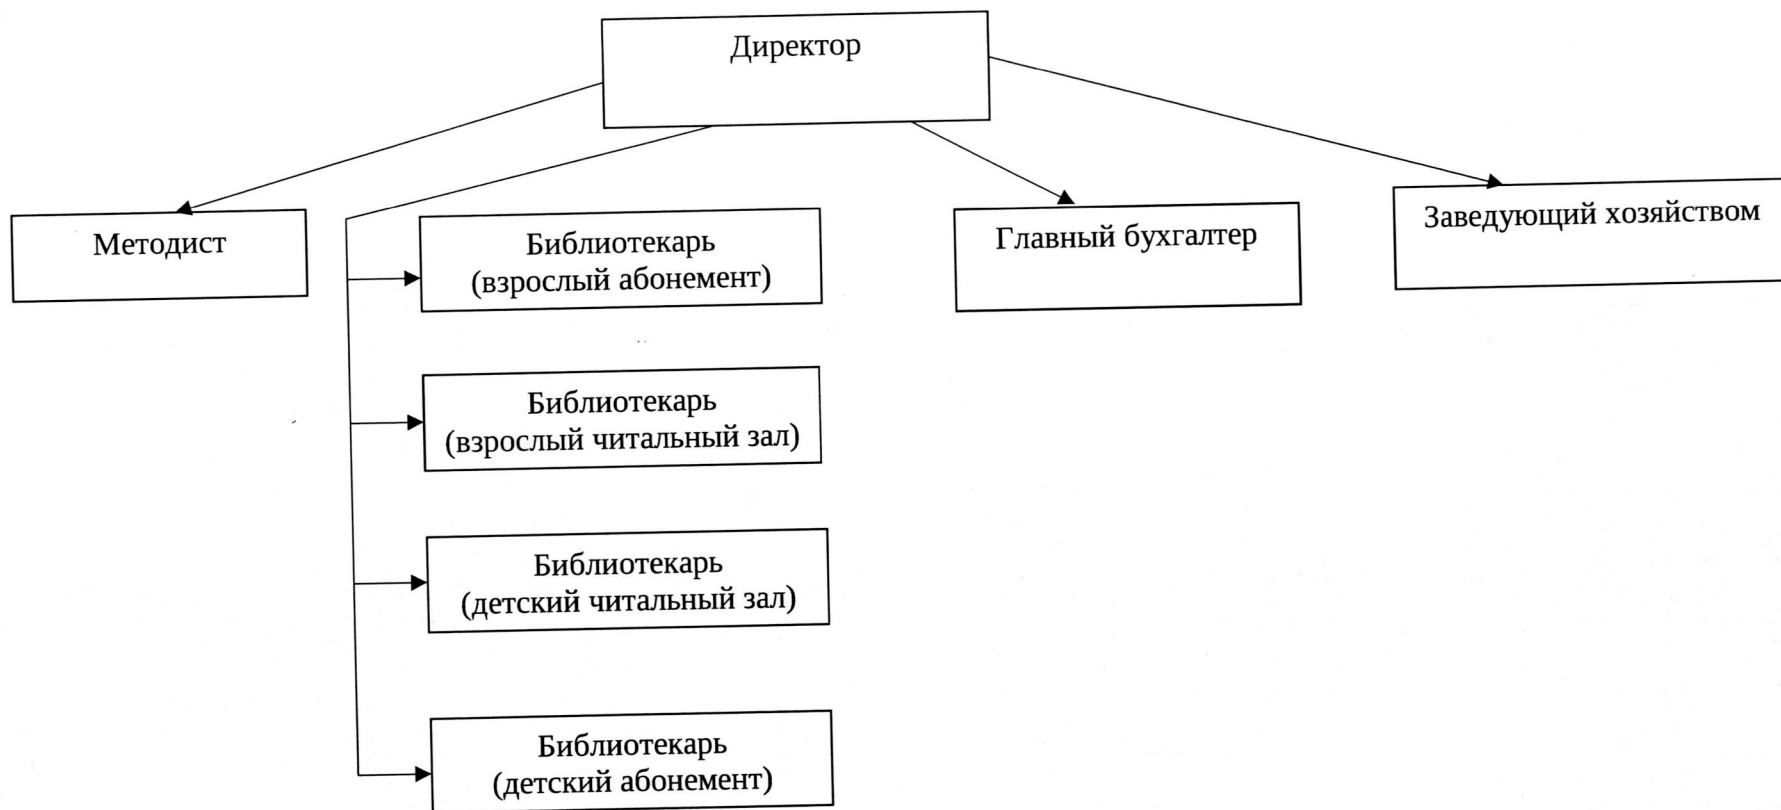 Директор
Методист
Библиотекарь
(взрослый абонемент)
Главный бухгалтер
Заведующий хозяйством
Библиотекарь
(взрослый читальный зал)
Библиотекарь
(детский читальный зал)
Библиотекарь
(детский абонемент)